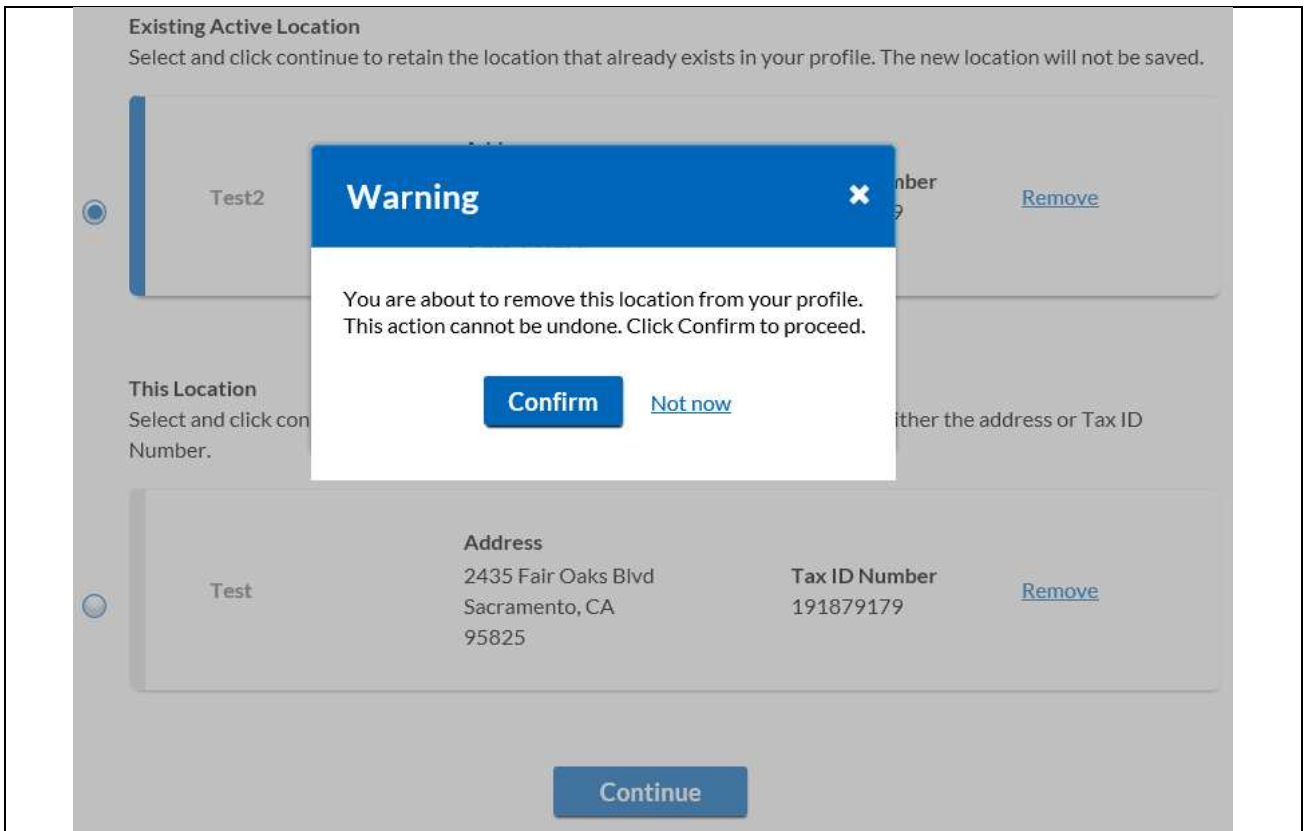 Existing Active Location
Select and click continue to retain the location that already exists in your profile. The new location will not be saved.
Test2
Remove
Warning
You are about to remove this location from your profile.
This action cannot be undone. Click Confirm to proceed.
Confirm Not now
This Location
Select and click the address or Tax ID
Number.
Address
2435 Fair Oaks Blvd
Sacramento, CA
95825
Test
Tax ID Number
191879179
Remove
Continue